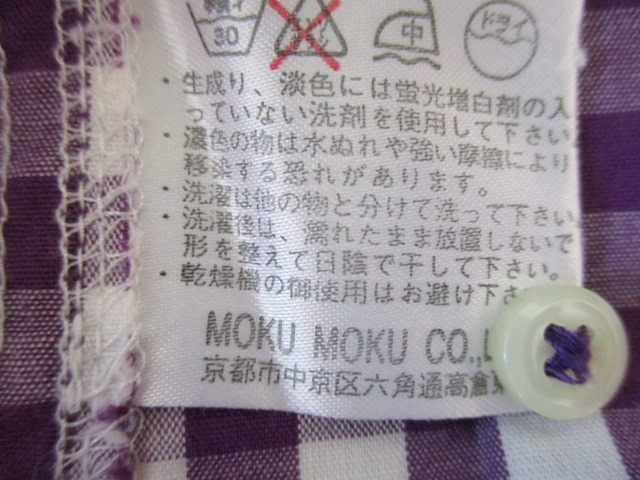 30
中
ドライ
・生成り、淡色には蛍光増白剤の入
っていない洗剤を使用して下さい
・濃色の物は水ぬれや強い摩擦により
移染する恐れがあります。
・洗濯は他の物と分けて洗って下さい
・洗濯後は、濡れたまま放置しないで
形を整えて日陰で干して下さい。
・乾燥機の御使用はお避け下さ
MOKU MOKU CO.,L
京都市中京区六角通高倉